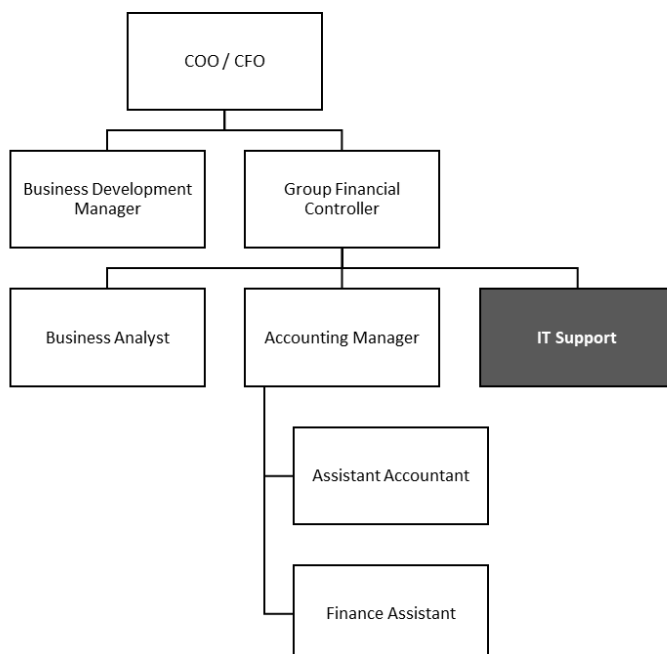 COO / CFO
Business Development
Manager
Group Financial
Controller
Business Analyst
Accounting Manager
IT Support
Assistant Accountant
Finance Assistant